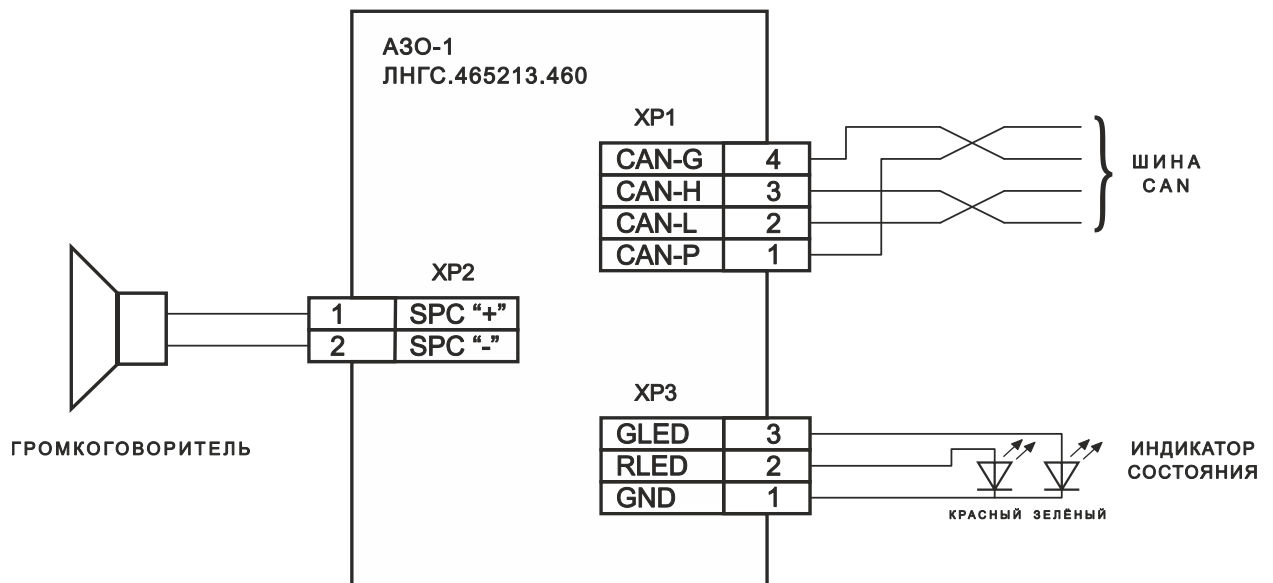 АЗО-1
ЛНГС.465213.460
XP1
CAN-G 4
CAN-H 3
CAN-L 2
CAN-P 1
ШИНА
CAN
XP2
1 SPC “+”
2 SPC “-”
ГРОМКОГОВОРИТЕЛЬ
XP3
GLED 3
RLED 2
GND 1
КРАСНЫЙ ЗЕЛЁНЫЙ
ИНДИКАТОР
СОСТОЯНИЯ